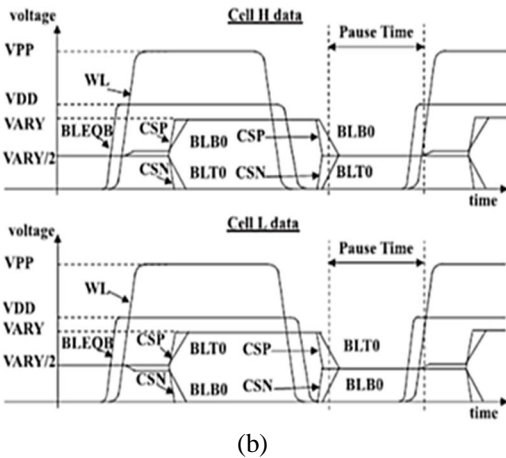 voltage
Cell H data
VPP
Pause Time
WL
VDD
VARY
BLEQB
CSP
BLB0
CSP
BLB0
VARY/2
CSN
BLT0
CSN
BLT0
time
voltage
Cell L data
VPP
Pause Time
WL
VDD
VARY
BLEQB
CSP
BLT0
CSP
BLT0
VARY/2
CSN
BLB0
CSN
BLB0
time
(b)